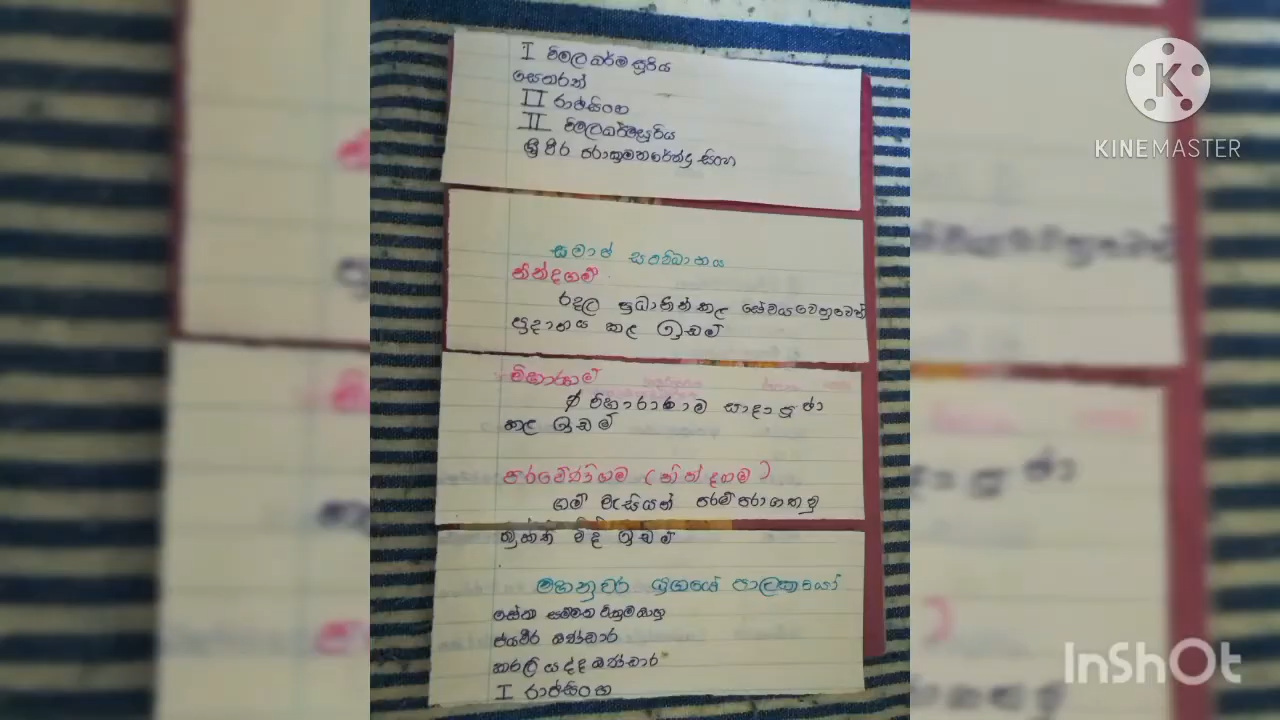 I විමලධර්මසූරිය
සෙනරත්
II රාජසිංහ
II විමලධර්මසූරිය
ශ්‍රී වීර පරාක්‍රම නරේන්ද්‍රසිංහ
සමාජ සංවිධානය
නින්දගම්
රදල ප්‍රධානීන් කළ සේවය වෙනුවෙන්
ප්‍රදානය කළ ඉඩම්
විහාරගම්
විහාරාරාම සඳහා පූජා
කළ ඉඩම්
පරවේණිගම් (නින්දගම්)
ගම් වැසියන් පරම්පරාගතව
භුක්ති විඳි ඉඩම්
මහනුවර යුගයේ පාලකයෝ
සේනා සම්මත වික්‍රමබාහු
ජයවීර බණ්ඩාර
කරලියද්දෙ බණ්ඩාර
I රාජසිංහ
KINEMASTER
InShOt